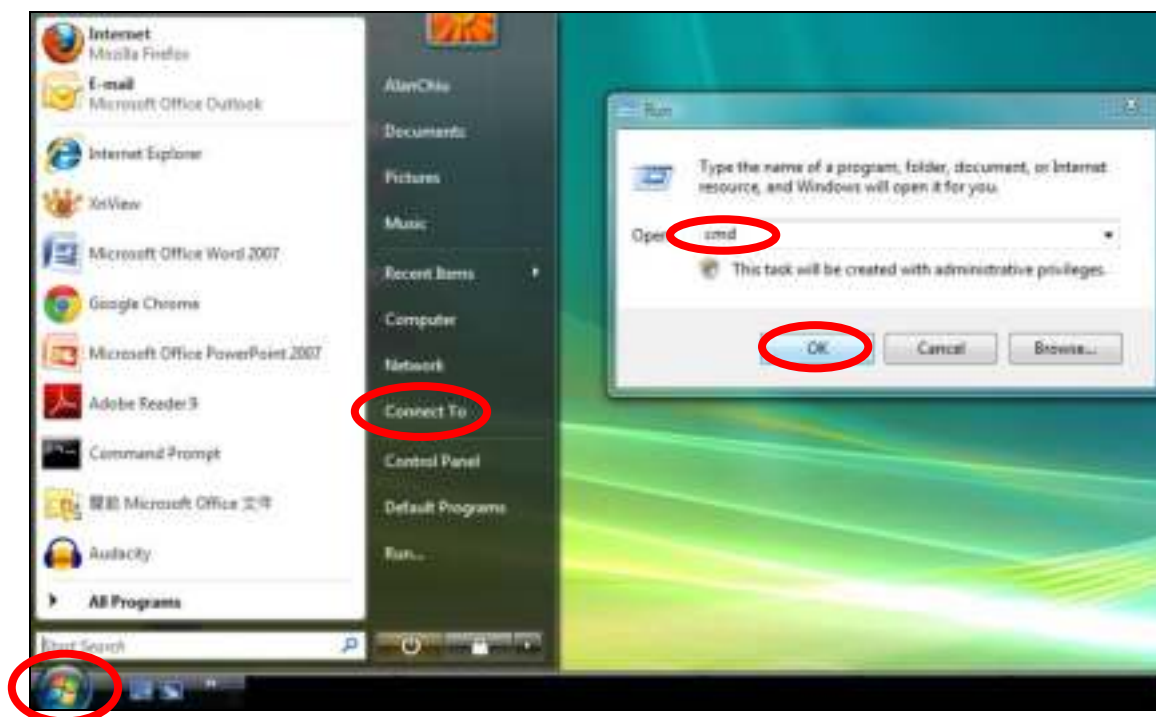 Internet
Mozilla Firefox
E-mail
Microsoft Office Outlook
Internet Explorer
XnView
Microsoft Office Word 2007
Google Chrome
Microsoft Office PowerPoint 2007
Adobe Reader 9
Command Prompt
開啟 Microsoft Office 文件
Audacity
All Programs
Start Search
AlanChiu
Documents
Pictures
Music
Recent Items
Computer
Network
Connect To
Control Panel
Default Programs
Run...
Run
Type the name of a program, folder, document, or Internet
resource, and Windows will open it for you.
Open
cmd
This task will be created with administrative privileges.
OK
Cancel
Browse...